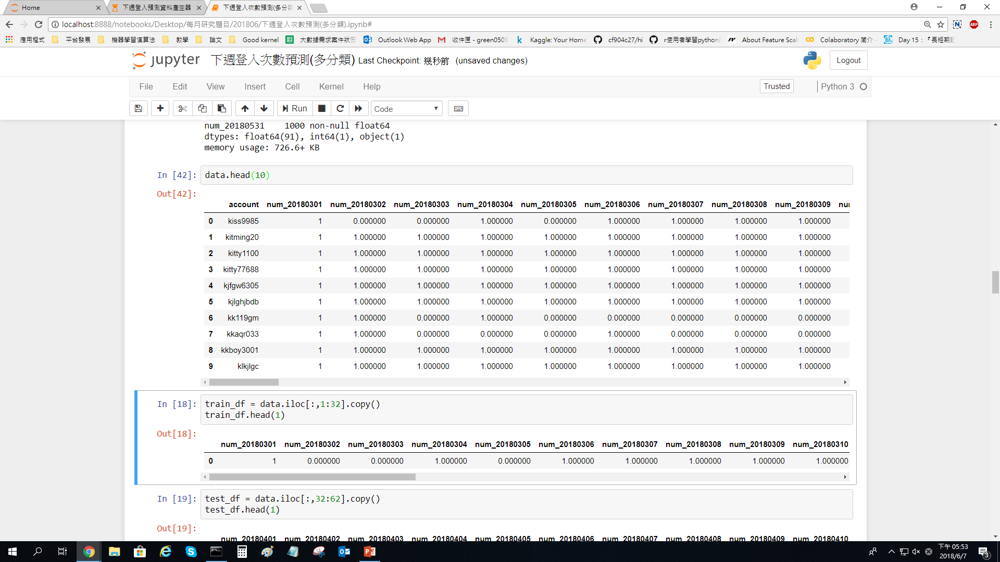 Home
下週登入預測資料產生器
下週登入次數預測(多分類
localhost:8888/notebooks/Desktop/每月研究題目/201806/下週登入次數預測(多分類).ipynb#
應用程式 平台發展 機器學習演算法 教學 論文 Good kernel 大數據需求案件狀況 Outlook Web App 收件匣 - green0503 Kaggle: Your Home cf904c27/hi r使用者學習python About Feature Scal Colaboratory 簡介 - Day 15：『長短期記
jupyter 下週登入次數預測(多分類) Last Checkpoint: 幾秒前 (unsaved changes)
Logout
File Edit View Insert Cell Kernel Help
Trusted
Python 3
Run
Code
num_20180531 1000 non-null float64
dtypes: float64(91), int64(1), object(1)
memory usage: 726.6+ KB
In [42]: data.head(10)
Out[42]:
account num_20180301 num_20180302 num_20180303 num_20180304 num_20180305 num_20180306 num_20180307 num_20180308 num_20180309 nu
0 kiss9985 1 0.000000 0.000000 1.000000 0.000000 1.000000 1.000000 1.000000 1.000000
1 kitming20 1 1.000000 1.000000 1.000000 1.000000 1.000000 1.000000 1.000000 1.000000
2 kitty1100 1 1.000000 1.000000 1.000000 1.000000 1.000000 1.000000 1.000000 1.000000
3 kitty77688 1 1.000000 1.000000 1.000000 1.000000 1.000000 1.000000 1.000000 1.000000
4 kjfgw6305 1 1.000000 1.000000 1.000000 1.000000 1.000000 1.000000 1.000000 1.000000
5 kjlghjbdb 1 1.000000 1.000000 1.000000 1.000000 1.000000 1.000000 1.000000 1.000000
6 kk119gm 1 1.000000 0.000000 1.000000 0.000000 0.000000 0.000000 0.000000 0.000000
7 kkaqr033 1 1.000000 0.000000 0.000000 0.000000 1.000000 0.000000 0.000000 0.000000
8 kkboy3001 1 1.000000 1.000000 1.000000 1.000000 1.000000 1.000000 1.000000 1.000000
9 klkjlgc 1 1.000000 1.000000 1.000000 1.000000 1.000000 1.000000 1.000000 1.000000
In [18]: train_df = data.iloc[:,1:32].copy()
train_df.head(1)
Out[18]:
num_20180301 num_20180302 num_20180303 num_20180304 num_20180305 num_20180306 num_20180307 num_20180308 num_20180309 num_20180310
0 1 0.000000 0.000000 1.000000 0.000000 1.000000 1.000000 1.000000 1.000000 1.000000
In [19]: test_df = data.iloc[:,32:62].copy()
test_df.head(1)
Out[19]:
num_20180401 num_20180402 num_20180403 num_20180404 num_20180405 num_20180406 num_20180407 num_20180408 num_20180409 num_20180410
下午 05:53
2018/6/7
3